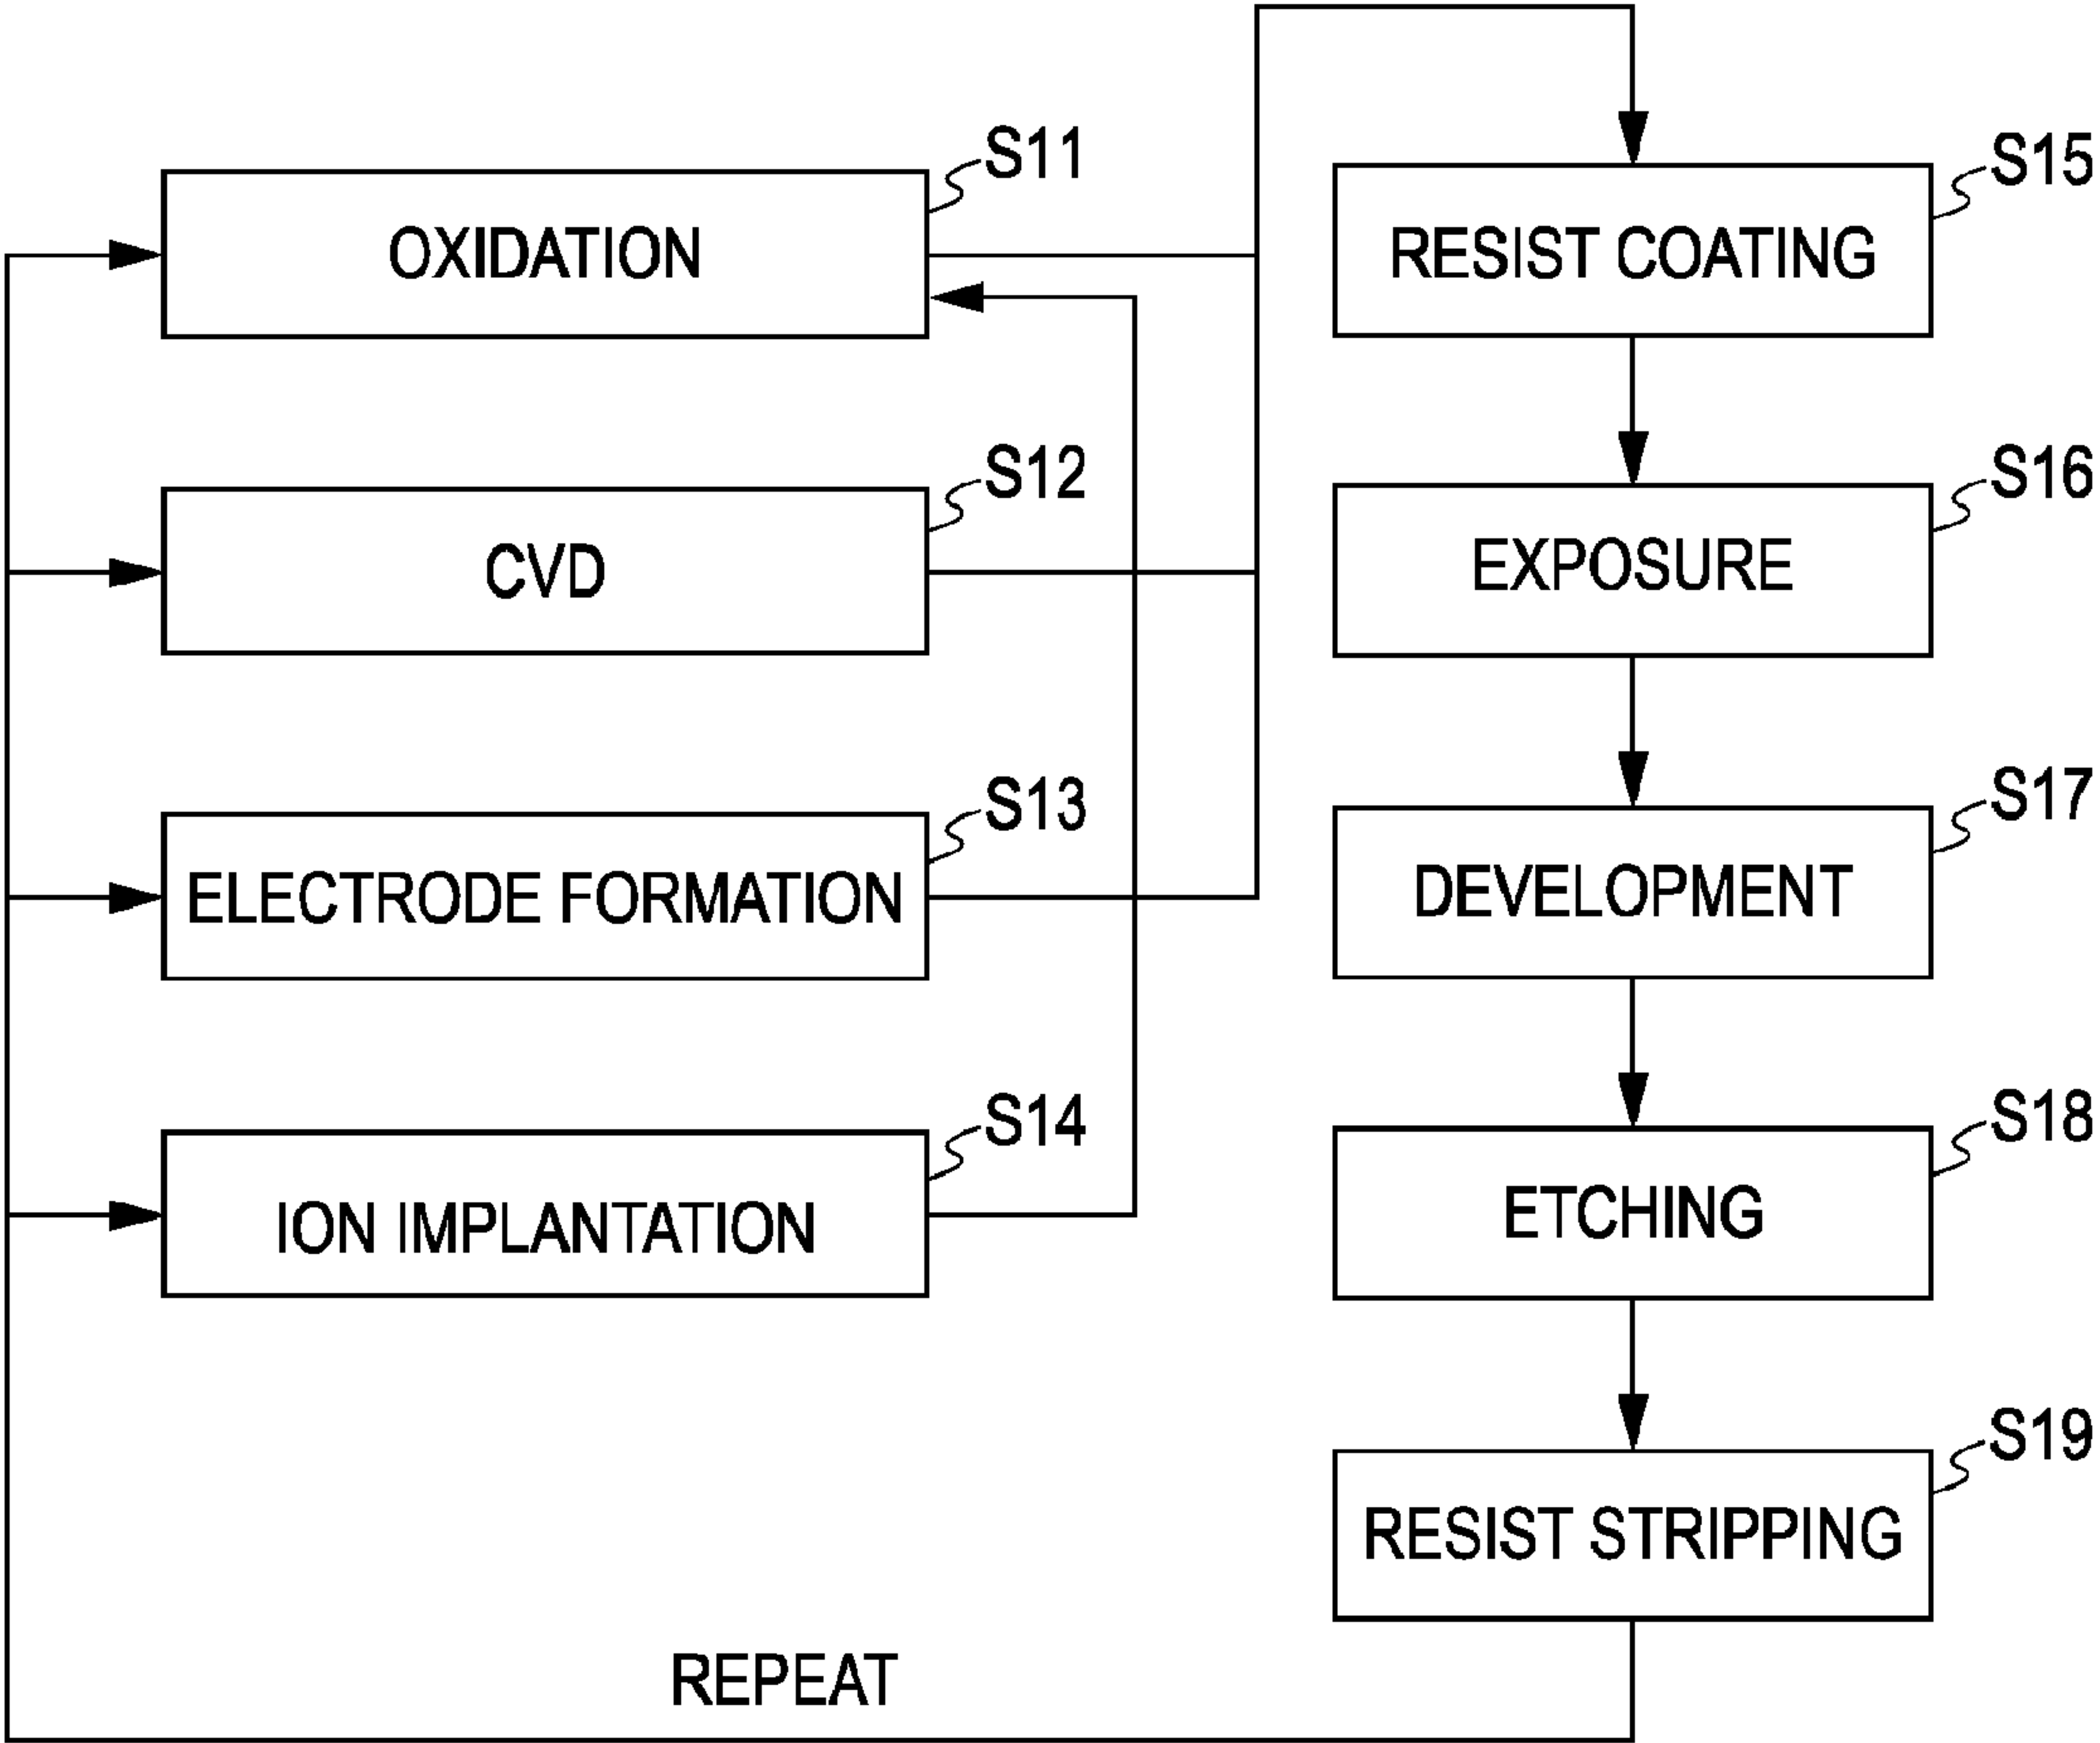 S11
OXIDATION
S12
CVD
S13
ELECTRODE FORMATION
S14
ION IMPLANTATION
S15
RESIST COATING
S16
EXPOSURE
S17
DEVELOPMENT
S18
ETCHING
S19
RESIST STRIPPING
REPEAT